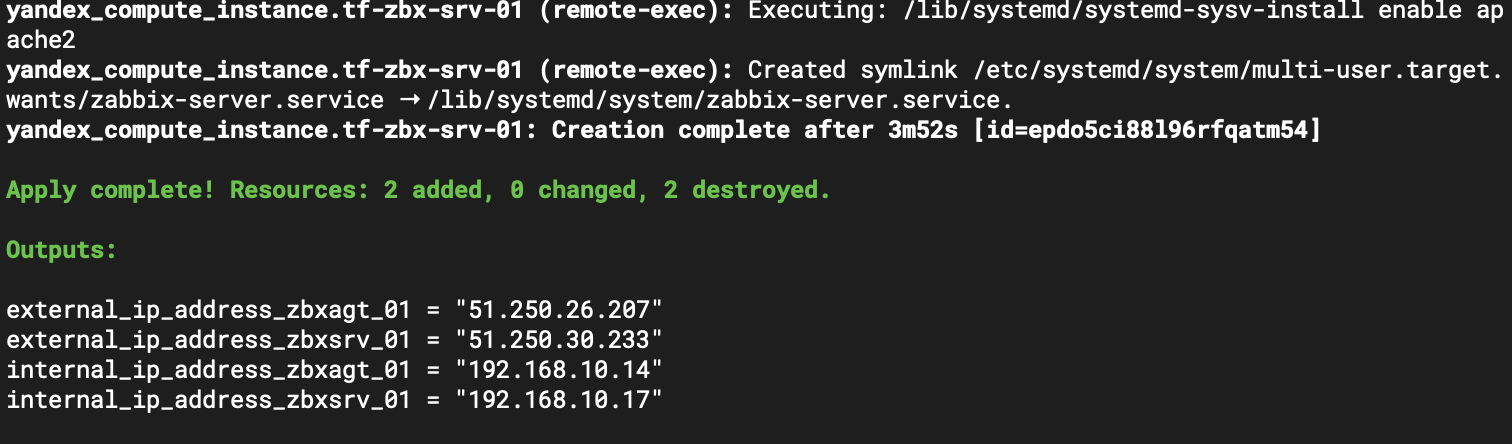 yandex_compute_instance.tf-zbx-srv-01 (remote-exec): Executing: /lib/systemd/systemd-sysv-install enable ap
ache2
yandex_compute_instance.tf-zbx-srv-01 (remote-exec): Created symlink /etc/systemd/system/multi-user.target.
wants/zabbix-server.service → /lib/systemd/system/zabbix-server.service.
yandex_compute_instance.tf-zbx-srv-01: Creation complete after 3m52s [id=epdo5ci88l96rfqatm54]
Apply complete! Resources: 2 added, 0 changed, 2 destroyed.
Outputs:
external_ip_address_zbxagt_01 = "51.250.26.207"
external_ip_address_zbxsrv_01 = "51.250.30.233"
internal_ip_address_zbxagt_01 = "192.168.10.14"
internal_ip_address_zbxsrv_01 = "192.168.10.17"